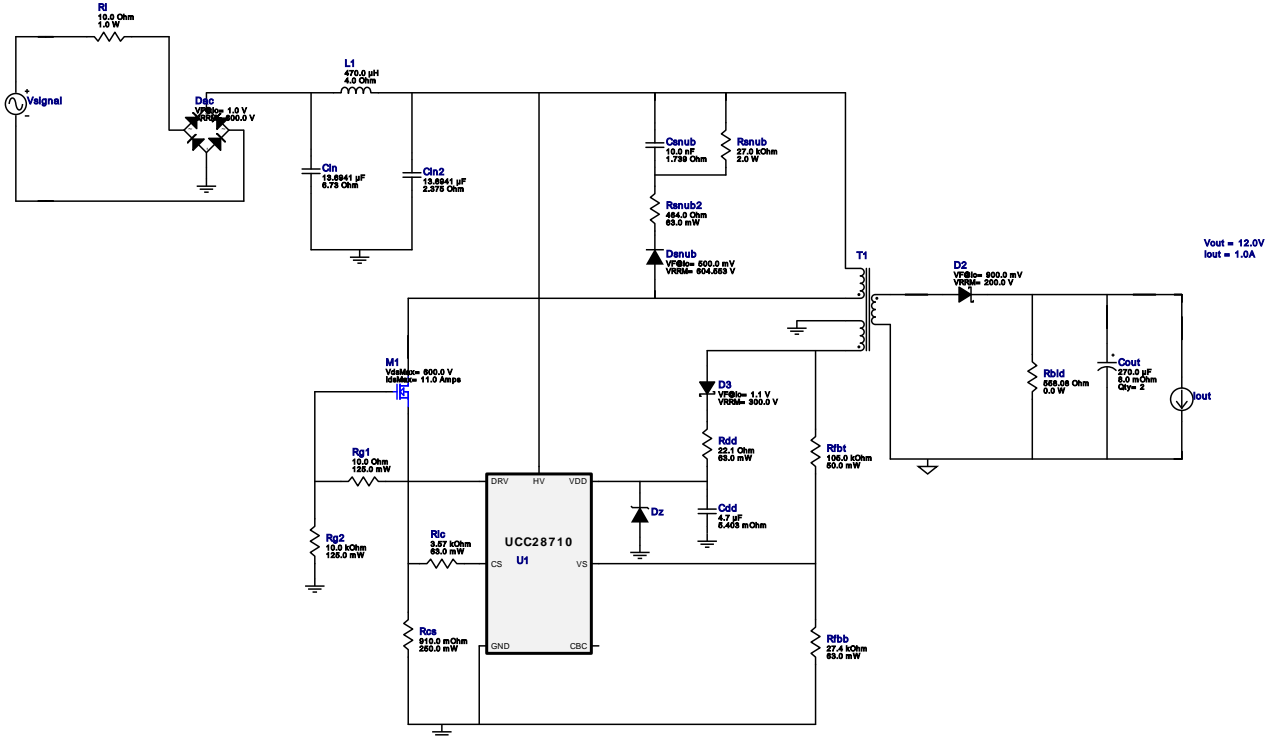 Ri
10.0 Ohm
1.0 W
Vsignal
+
-
Dac
VF@Io= 1.0 V
VRRM= 600.0 V
L1
470.0 µH
4.0 Ohm
Cin
13.6941 µF
6.73 Ohm
Cin2
13.6941 µF
2.375 Ohm
Csnub
10.0 nF
1.739 Ohm
Rsnub
27.0 kOhm
2.0 W
Rsnub2
464.0 Ohm
63.0 mW
Dsnub
VF@Io= 500.0 mV
VRRM= 604.553 V
T1
D2
VF@Io= 900.0 mV
VRRM= 200.0 V
Vout = 12.0V
Iout = 1.0A
M1
VdsMax= 600.0 V
IdsMax= 11.0 Amps
D3
VF@Io= 1.1 V
VRRM= 300.0 V
Rbld
558.06 Ohm
0.0 W
+
Cout
270.0 µF
8.0 mOhm
Qty= 2
Iout
Rdd
22.1 Ohm
63.0 mW
Rfbt
105.0 kOhm
50.0 mW
Rg1
10.0 Ohm
125.0 mW
Rg2
10.0 kOhm
125.0 mW
DRV
HV
VDD
Dz
Cdd
4.7 µF
5.403 mOhm
UCC28710
U1
Rlc
3.57 kOhm
63.0 mW
CS
VS
Rcs
910.0 mOhm
250.0 mW
GND
CBC
Rfbb
27.4 kOhm
63.0 mW